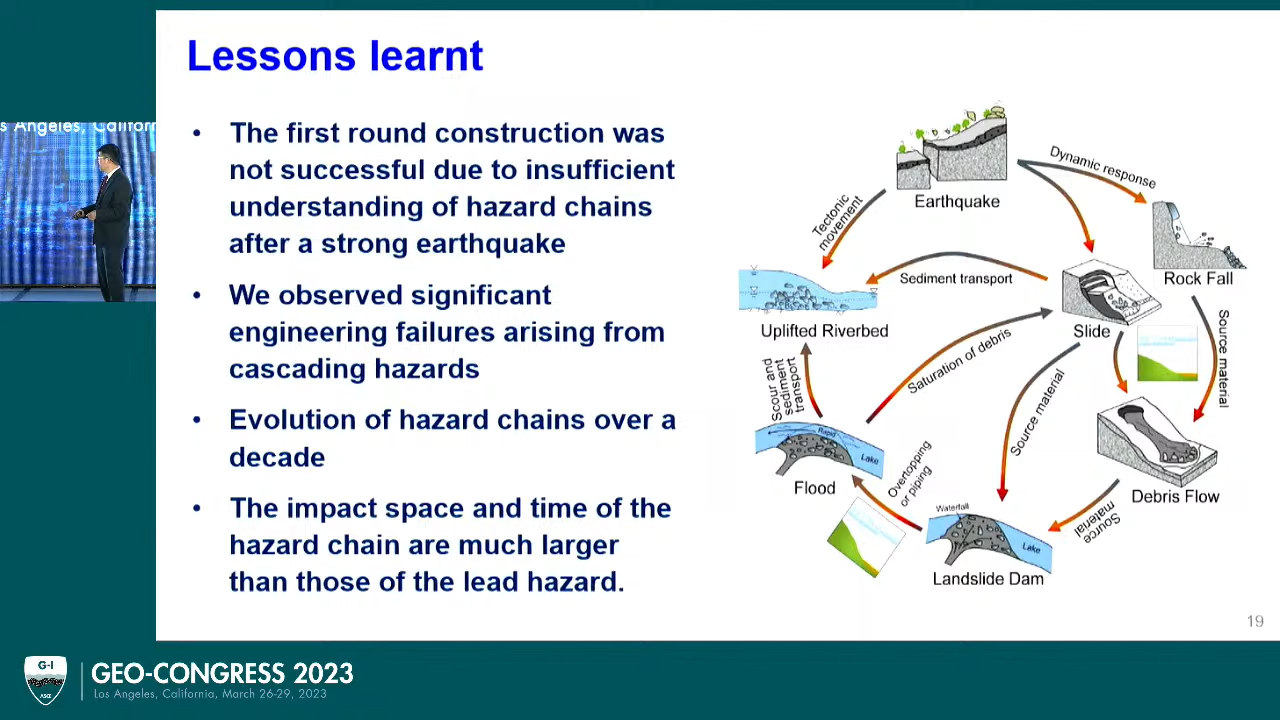 Lessons learnt
s Angeles, Californ
• The first round construction was
not successful due to insufficient
understanding of hazard chains
after a strong earthquake
• We observed significant
engineering failures arising from
cascading hazards
• Evolution of hazard chains over a
decade
• The impact space and time of the
hazard chain are much larger
than those of the lead hazard.
Earthquake
Dynamic response
Tectonic
movement
Rock Fall
Sediment transport
Uplifted Riverbed
Slide
Source material
Saturation of debris
Scour and
sediment
transport
Source material
Rapid
Lake
Flood
Overtopping
or piping
Debris Flow
Source
material
Waterfall
Lake
Landslide Dam
19
G-I
ASCE
GEO-CONGRESS 2023
Los Angeles, California, March 26-29, 2023